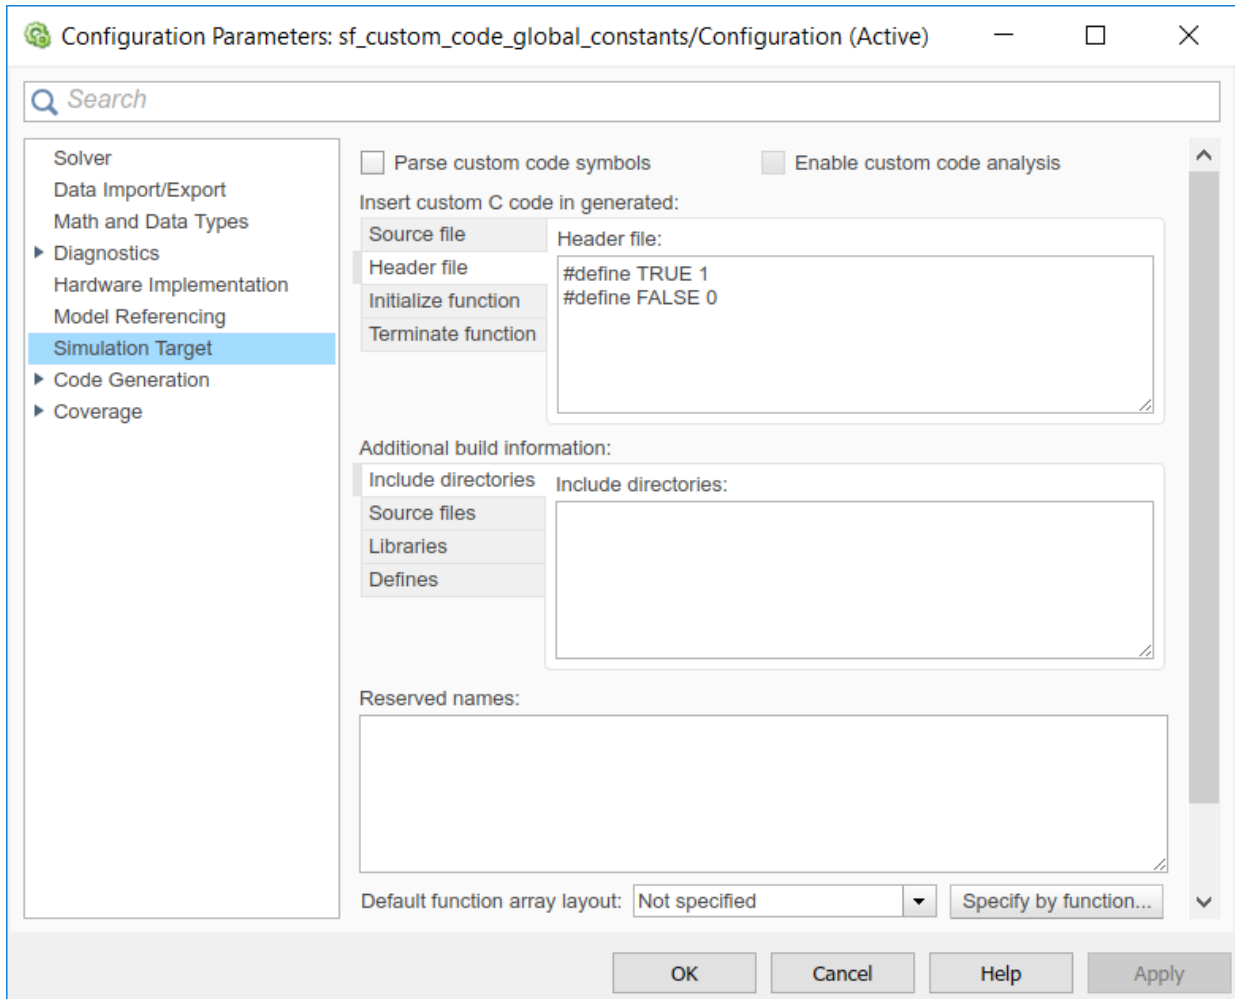 Configuration Parameters: sf_custom_code_global_constants/Configuration (Active)
Search
Solver
Data Import/Export
Math and Data Types
Diagnostics
Hardware Implementation
Model Referencing
Simulation Target
Code Generation
Coverage
Parse custom code symbols
Enable custom code analysis
Insert custom C code in generated:
Source file
Header file
Initialize function
Terminate function
Header file:
#define TRUE 1
#define FALSE 0
Additional build information:
Include directories
Source files
Libraries
Defines
Include directories:
Reserved names:
Default function array layout: Not specified Specify by function...
OK Cancel Help Apply